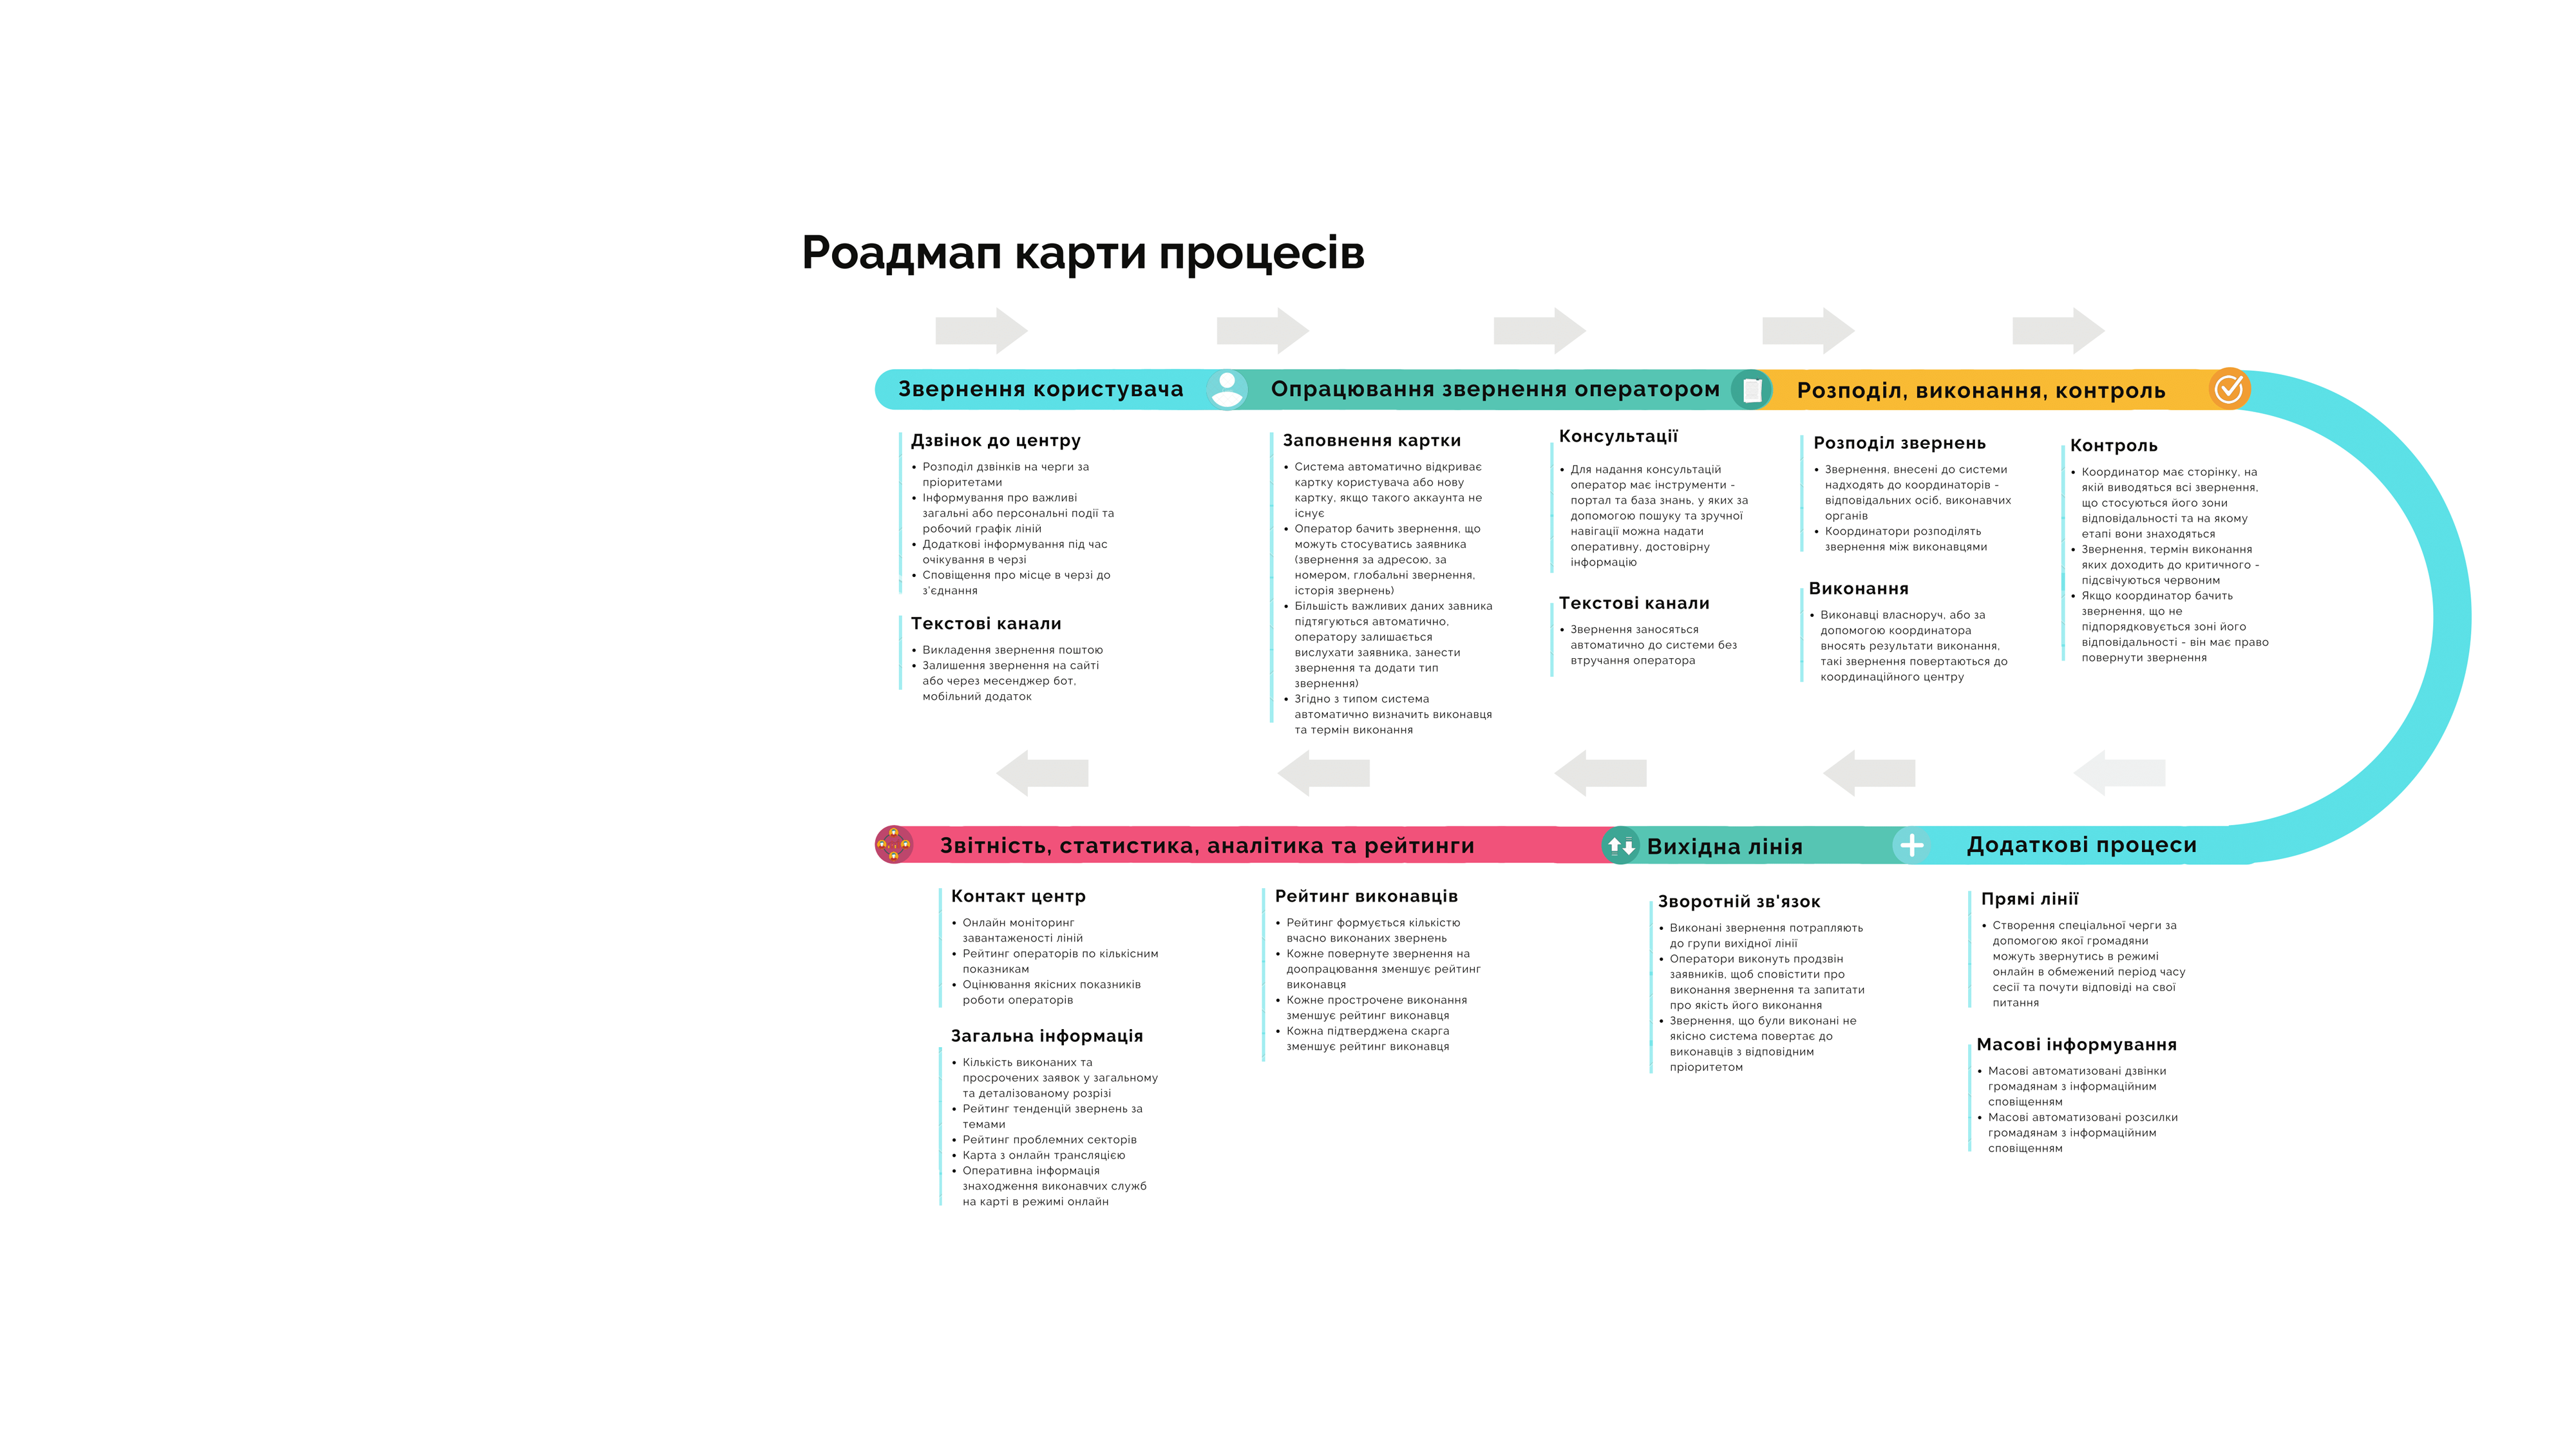 Роадмап карти процесів
Звернення користувача
Опрацювання звернення оператором
Розподіл, виконання, контроль
Дзвінок до центру
• Розподіл дзвінків на черги за
пріоритетами
• Інформування про важливі
загальні або персональні події та
робочий графік ліній
• Додаткові інформування під час
очікування в черзі
• Сповіщення про місце в черзі до
з'єднання
Текстові канали
• Викладення звернення поштою
• Залишення звернення на сайті
або через месенджер бот,
мобільний додаток
Заповнення картки
• Система автоматично відкриває
картку користувача або нову
картку, якщо такого аккаунта не
існує
• Оператор бачить звернення, що
можуть стосуватись заявника
(звернення за адресою, за
номером, глобальні звернення,
історія звернень)
• Більшість важливих даних завника
підтягуються автоматично,
оператору залишається
вислухати заявника, занести
звернення та додати тип
звернення)
• Згідно з типом система
автоматично визначить виконавця
та термін виконання
Консультації
• Для надання консультацій
оператор має інструменти -
портал та база знань, у яких за
допомогою пошуку та зручної
навігації можна надати
оперативну, достовірну
інформацію
Текстові канали
• Звернення заносяться
автоматично до системи без
втручання оператора
Розподіл звернень
• Звернення, внесені до системи
надходять до координаторів -
відповідальних осіб, виконавчих
органів
• Координатори розподілять
звернення між виконавцями
Виконання
• Виконавці власноруч, або за
допомогою координатора
вносять результати виконання,
такі звернення повертаються до
координаційного центру
Контроль
• Координатор має сторінку, на
якій виводяться всі звернення,
що стосуються його зони
відповідальності та на якому
етапі вони знаходяться
• Звернення, термін виконання
яких доходить до критичного -
підсвічуються червоним
• Якщо координатор бачить
звернення, що не
підпорядковується зоні його
відповідальності - він має право
повернути звернення
Звітність, статистика, аналітика та рейтинги
Вихідна лінія
Додаткові процеси
Контакт центр
• Онлайн моніторинг
завантаженості ліній
• Рейтинг операторів по кількісним
показникам
• Оцінювання якісних показників
роботи операторів
Загальна інформація
• Кількість виконаних та
просрочених заявок у загальному
та деталізованому розрізі
• Рейтинг тенденцій звернень за
темами
• Рейтинг проблемних секторів
• Карта з онлайн трансляцією
• Оперативна інформація
знаходження виконавчих служб
на карті в режимі онлайн
Рейтинг виконавців
• Рейтинг формується кількістю
вчасно виконаних звернень
• Кожне повернуте звернення на
доопрацювання зменшує рейтинг
виконавця
• Кожне прострочене виконання
зменшує рейтинг виконавця
• Кожна підтверджена скарга
зменшує рейтинг виконавця
Зворотній зв'язок
• Виконані звернення потрапляють
до групи вихідної лінії
• Оператори виконуть продзвін
заявників, щоб сповістити про
виконання звернення та запитати
про якість його виконання
• Звернення, що були виконані не
якісно система повертає до
виконавців з відповідним
пріоритетом
Прямі лінії
• Створення спеціальної черги за
допомогою якої громадяни
можуть звернутись в режимі
онлайн в обмежений період часу
сесії та почути відповіді на свої
питання
Масові інформування
• Масові автоматизовані дзвінки
громадянам з інформаційним
сповіщенням
• Масові автоматизовані розсилки
громадянам з інформаційним
сповіщенням